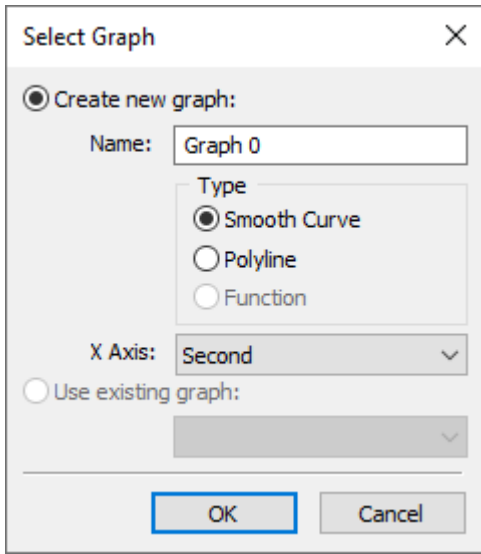 Select Graph
Create new graph:
Name: Graph 0
Type
Smooth Curve
Polyline
Function
X Axis: Second
Use existing graph:
OK Cancel